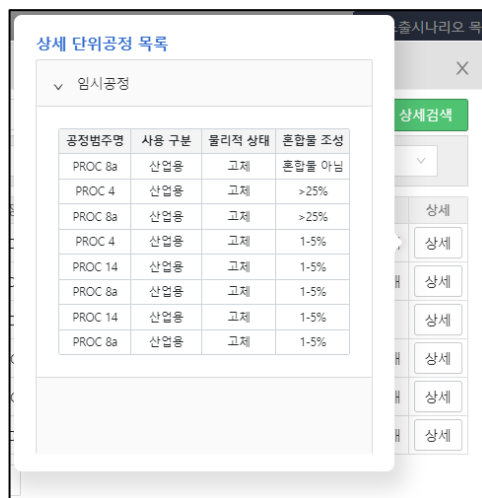 출시나리오 목
상세 단위공정 목록
임시공정
상세검색
공정범주명 사용 구분 물리적 상태 혼합물 조성
PROC 8a 산업용 고체 혼합물 아님
PROC 4 산업용 고체 >25%
PROC 8a 산업용 고체 >25%
PROC 4 산업용 고체 1-5%
PROC 14 산업용 고체 1-5%
PROC 8a 산업용 고체 1-5%
PROC 14 산업용 고체 1-5%
PROC 8a 산업용 고체 1-5%
상세
상세
상세
상세
상세
상세
상세